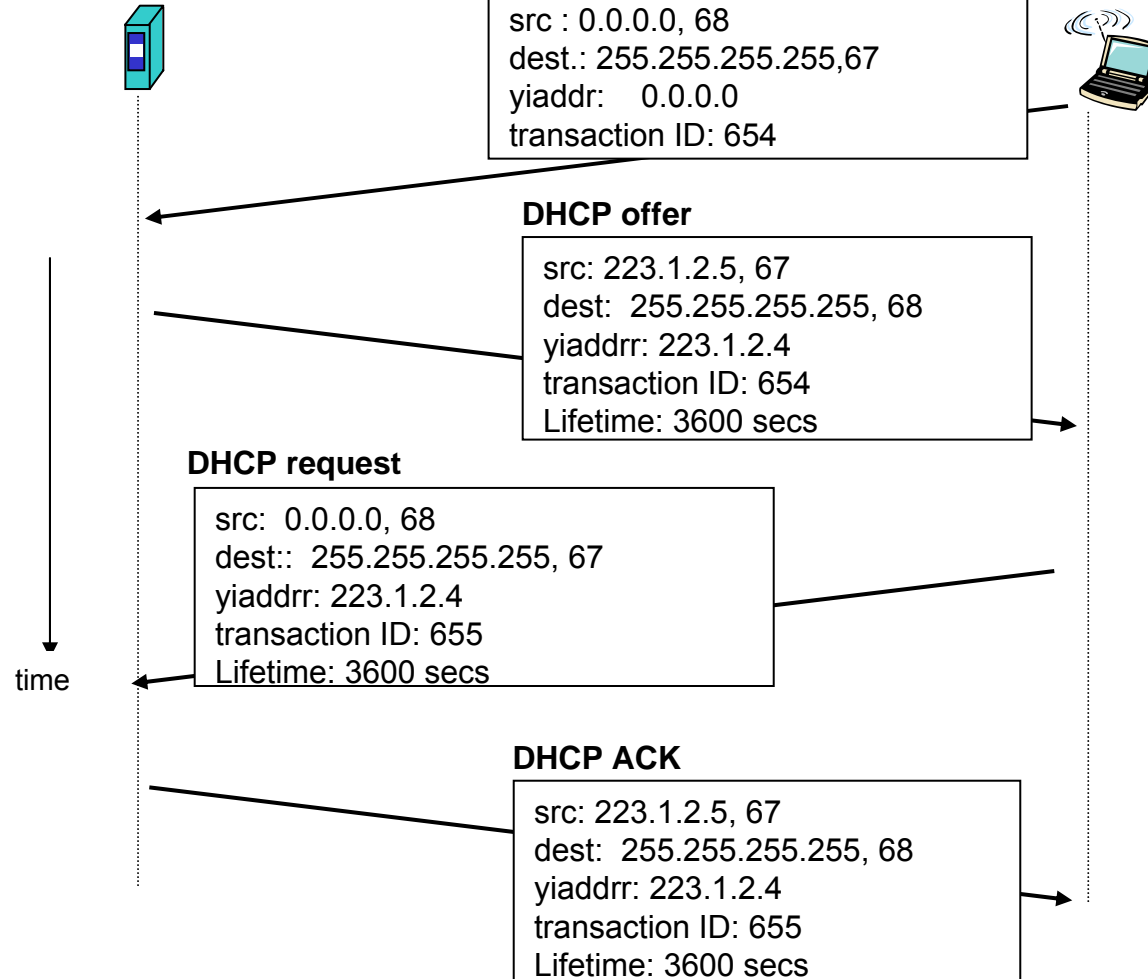 src : 0.0.0.0, 68
dest.: 255.255.255.255,67
yiaddr: 0.0.0.0
transaction ID: 654
DHCP offer
src: 223.1.2.5, 67
dest: 255.255.255.255, 68
yiaddrr: 223.1.2.4
transaction ID: 654
Lifetime: 3600 secs
DHCP request
src: 0.0.0.0, 68
dest:: 255.255.255.255, 67
yiaddrr: 223.1.2.4
transaction ID: 655
Lifetime: 3600 secs
time
DHCP ACK
src: 223.1.2.5, 67
dest: 255.255.255.255, 68
yiaddrr: 223.1.2.4
transaction ID: 655
Lifetime: 3600 secs